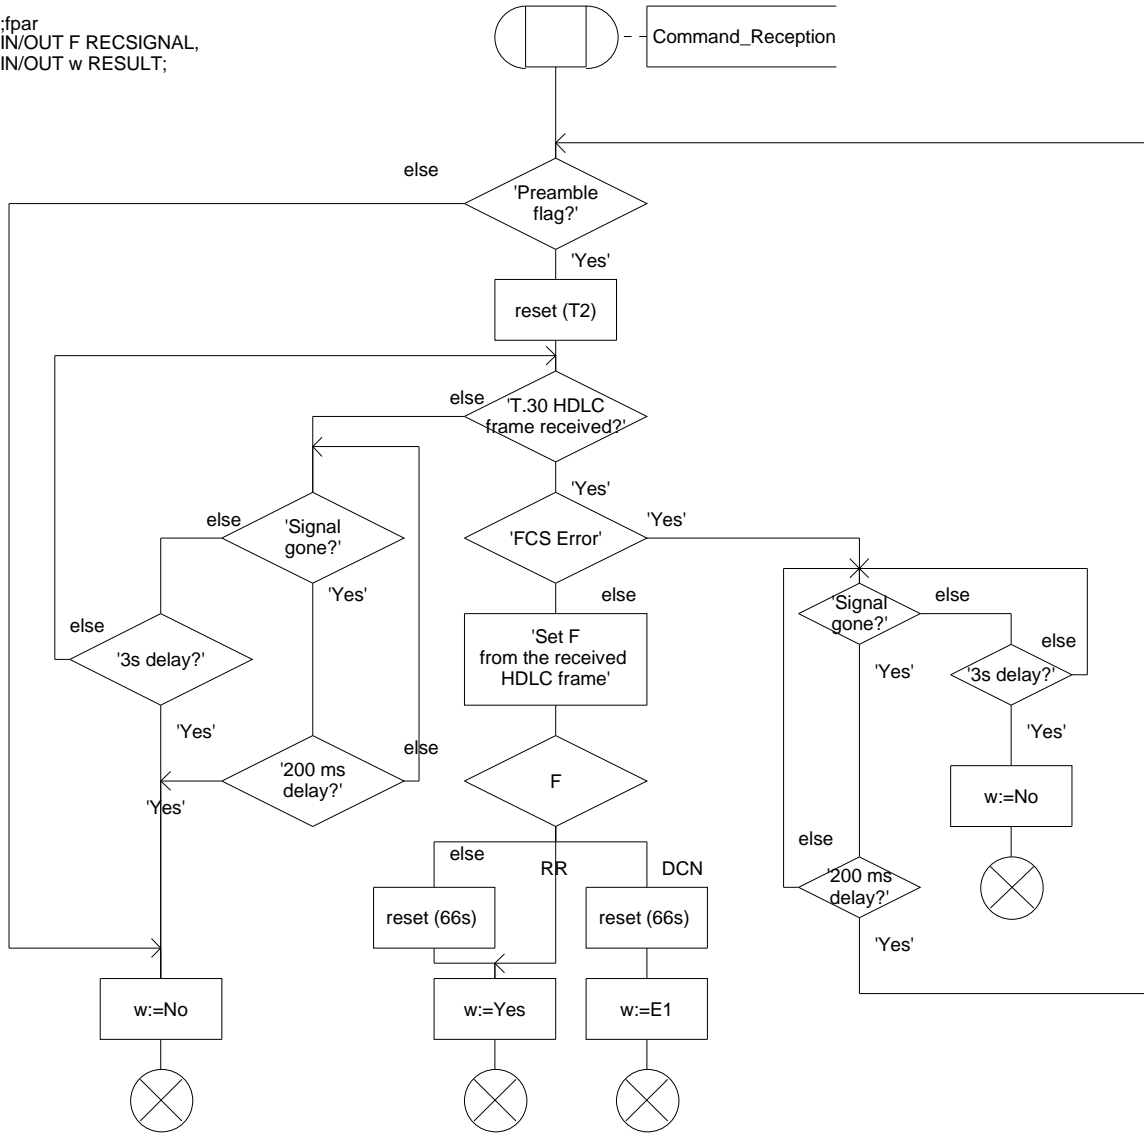 ;fpar
IN/OUT F RECSIGNAL,
IN/OUT w RESULT;
Command_Reception
else
'Preamble
flag?'
'Yes'
reset (T2)
else
'T.30 HDLC
frame received?'
'Yes'
else
'Signal
gone?'
'Yes'
'FCS Error'
'Yes'
else
else
'3s delay?'
'Yes'
'Set F
from the received
HDLC frame'
'Signal
gone?'
else
'Yes'
else
'3s delay?'
'Yes'
w:=No
else
'200 ms
delay?'
'Yes'
F
else
RR
DCN
else
'200 ms
delay?'
'Yes'
reset (66s)
reset (66s)
w:=No
w:=Yes
w:=E1